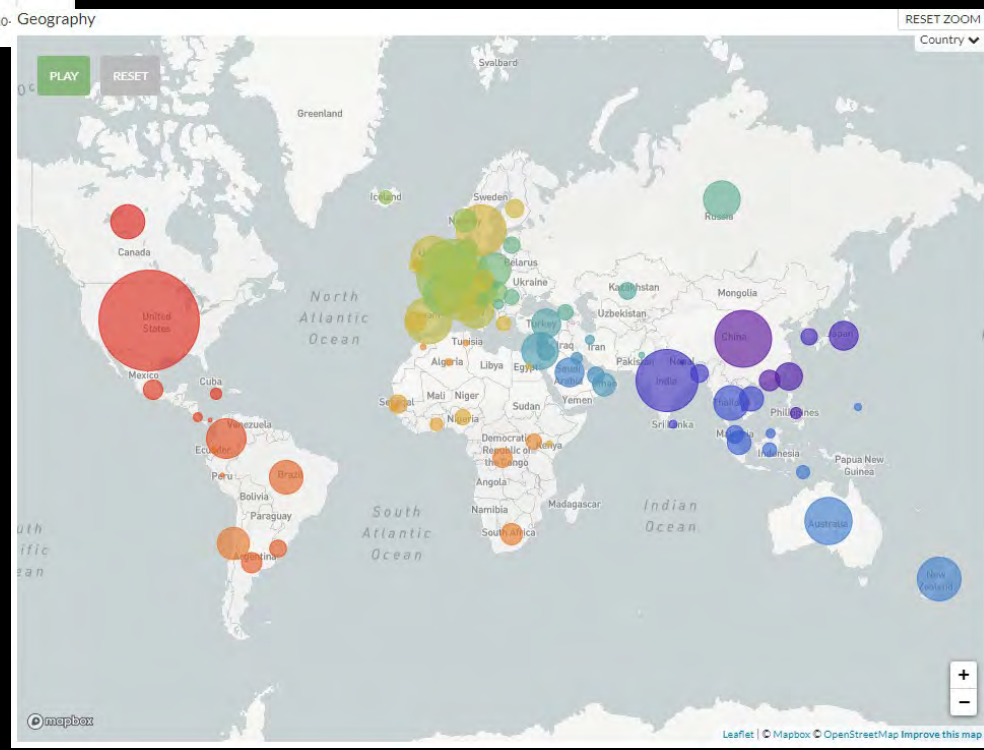 Geography
RESET ZOOM
Country
PLAY
RESET
Svalbard
Greenland
Iceland
Sweden
Russia
Canada
Belarus
Ukraine
Kazakhstan
Mongolia
North
Atlantic
Ocean
United
States
Uzbekistan
Turkey
China
Japan
Tunisia
Iraq
Iran
Algeria
Libya
Egypt
Pakistan
Nepal
Mexico
Cuba
Saudi
Arabia
Oman
India
Mali
Niger
Sudan
Yemen
Thailand
Senegal
Philippines
Venezuela
Nigeria
Sri Lanka
Ecuador
Democratic
Republic of
the Congo
Kenya
Malaysia
Indonesia
Papua New
Guinea
Peru
Brazil
Bolivia
Angola
Paraguay
Namibia
Madagascar
South
Atlantic
Ocean
Indian
Ocean
Australia
South Africa
Argentina
New
Zealand
uth
ific
ean
+
−
mapbox
Leaflet | © Mapbox © OpenStreetMap Improve this map